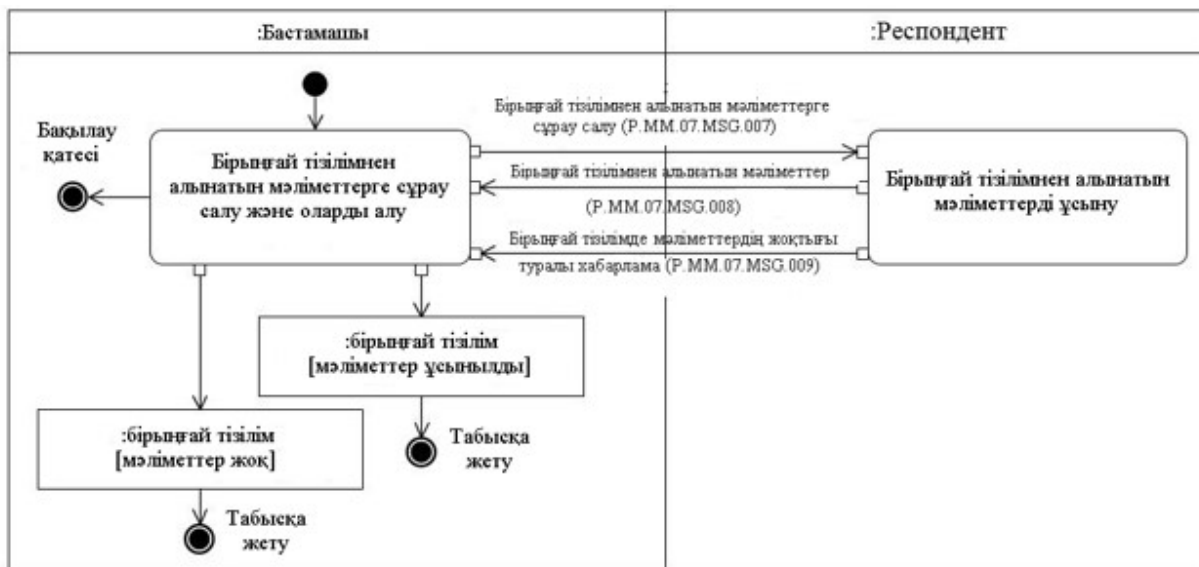 :Бастамашы
:Респондент
Бірыңғай тізілімнен алынатын мәліметтерге
сұрау салу (P.MM.07.MSG.007)
Бақылау
қатесі
Бірыңғай тізілімнен
алынатын мәліметтерге сұрау
салу және оларды алу
Бірыңғай тізілімнен алынатын мәліметтер
(P.MM.07.MSG.008)
Бірыңғай тізілімнен алынатын
мәліметтерді ұсыну
Бірыңғай тізілімде мәліметтердің жоқтығы
туралы хабарлама (P.MM.07.MSG.009)
:бірыңғай тізілім
[мәліметтер ұсынылды]
:бірыңғай тізілім
[мәліметтер жоқ]
Табысқа
жету
Табысқа
жету